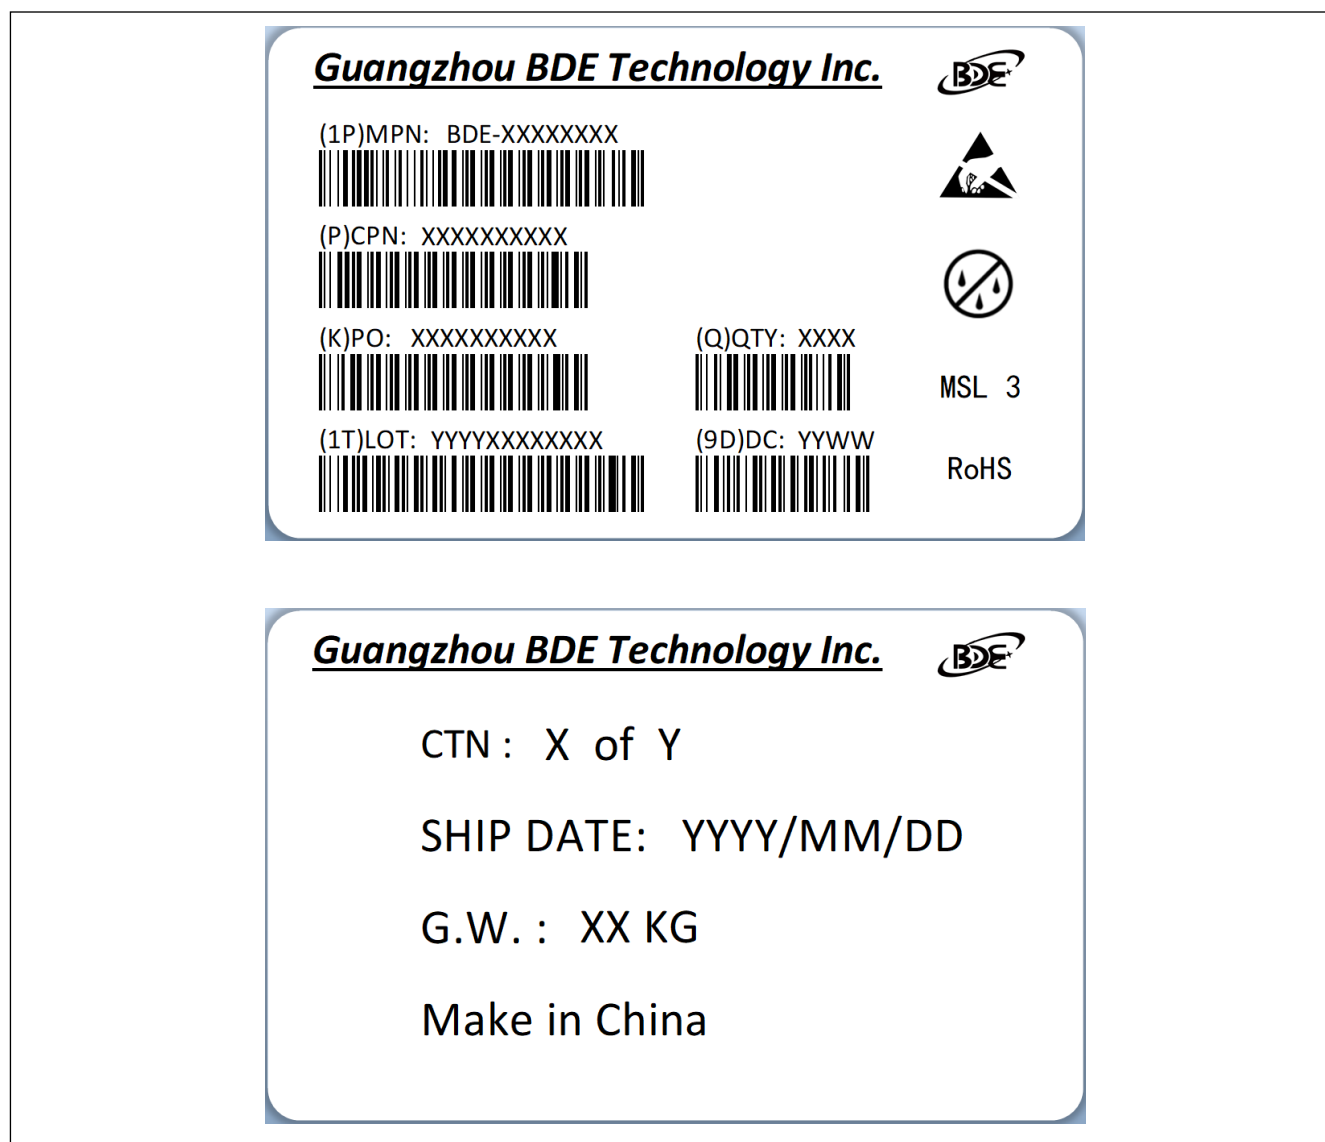 Guangzhou BDE Technology Inc. BDE
(1P)MPN: BDE-XXXXXXXX
(P)CPN: XXXXXXXXXX
(K)PO: XXXXXXXXXX (Q)QTY: XXXX
MSL 3
(1T)LOT: YYYYXXXXXXXX (9D)DC: YYWW
RoHS
Guangzhou BDE Technology Inc. BDE
CTN : X of Y
SHIP DATE: YYYY/MM/DD
G.W. : XX KG
Make in China